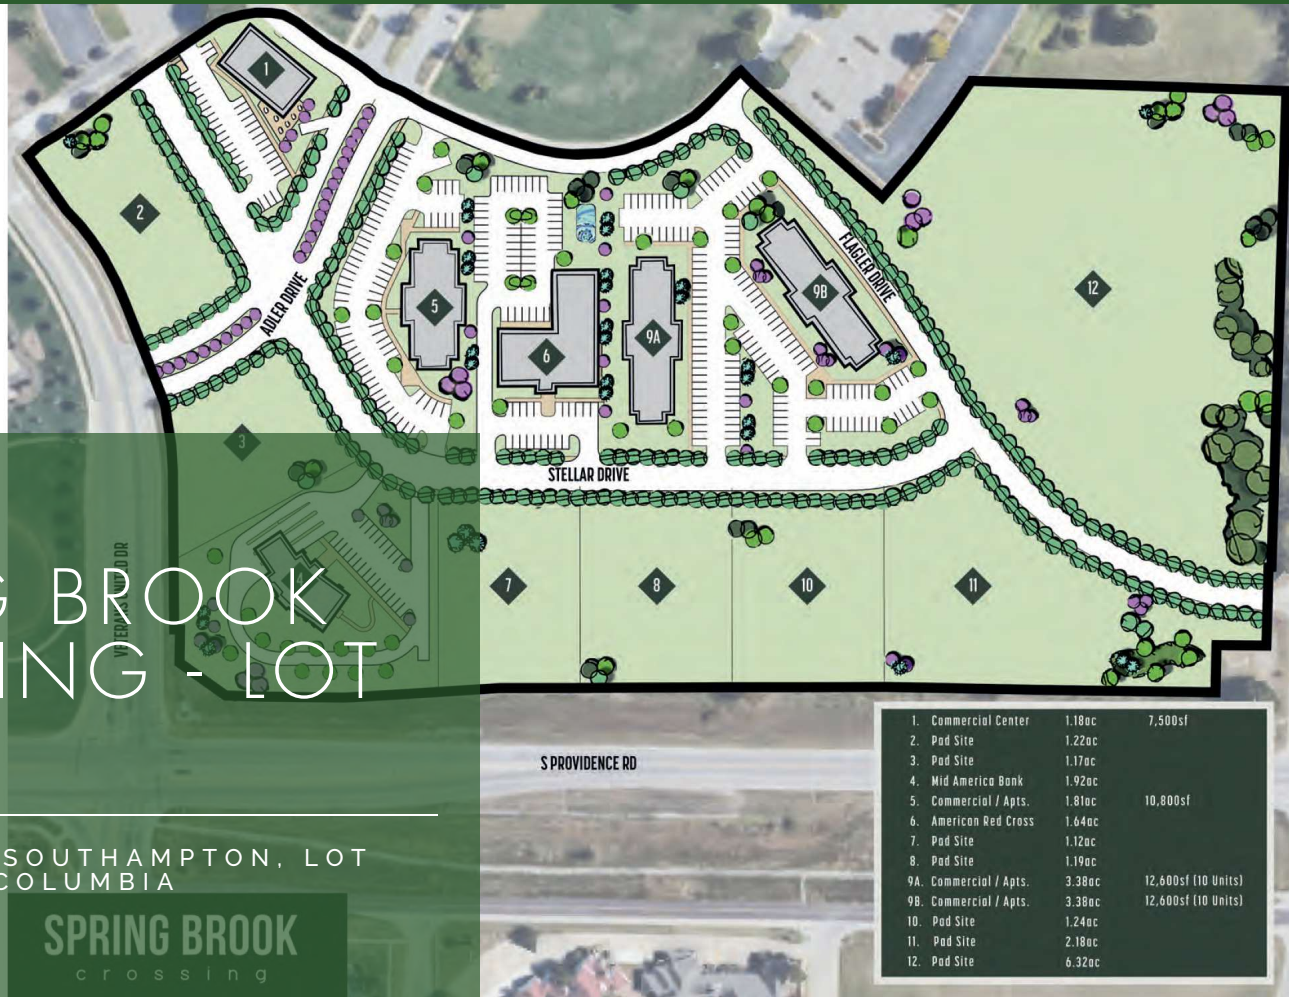 1
2
ADLER DRIVE
5
6
9A
9B
FLAGLER DRIVE
12
3
STELLAR DRIVE
4
7
8
10
11
VETERANS UNITED DR
G BROOK
ING - LOT
S PROVIDENCE RD
SOUTHAMPTON, LOT
COLUMBIA
SPRING BROOK
crossing
1. Commercial Center 1.18ac 7,500sf
2. Pad Site 1.22ac
3. Pad Site 1.17ac
4. Mid America Bank 1.92ac
5. Commercial / Apts. 1.81ac 10,800sf
6. American Red Cross 1.64ac
7. Pad Site 1.12ac
8. Pad Site 1.19ac
9A. Commercial / Apts. 3.38ac 12,600sf (10 Units)
9B. Commercial / Apts. 3.38ac 12,600sf (10 Units)
10. Pad Site 1.24ac
11. Pad Site 2.18ac
12. Pad Site 6.32ac